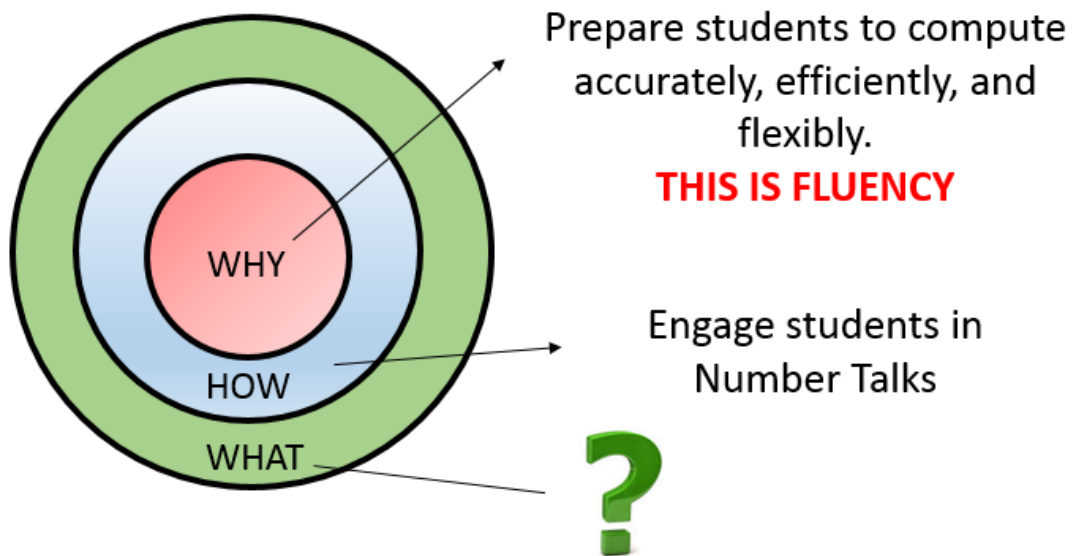 Prepare students to compute
accurately, efficiently, and
flexibly.
THIS IS FLUENCY
WHY
Engage students in
Number Talks
HOW
WHAT
?